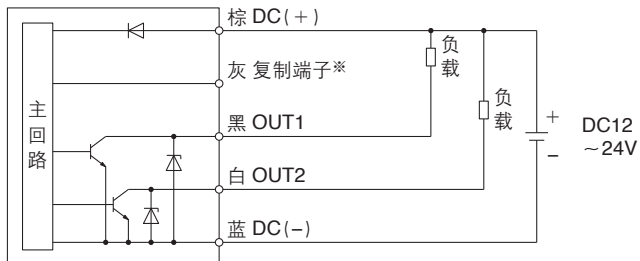 棕 DC(+)
灰 复制端子※
黑 OUT1
白 OUT2
蓝 DC(-)
主回路
负载
负载
+
-
DC12
～24V